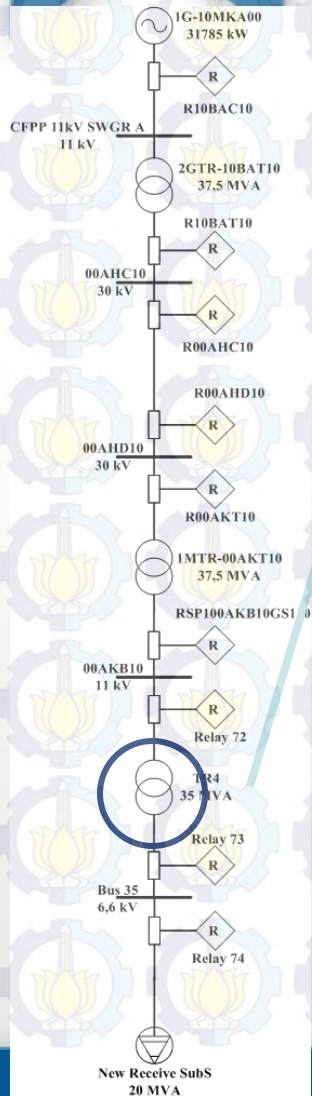 1G-10MKA00
31785 kW
R
R10BAC10
CFPP 11kV SWGR A
11 kV
2GTR-10BAT10
37,5 MVA
R10BAT10
R
00AHC10
30 kV
R
R00AHC10
R00AHD10
R
00AHD10
30 kV
R
R00AKT10
1MTR-00AKT10
37,5 MVA
R
00AKB10
11 kV
R
Relay 72
TR4
35 MVA
Relay 73
R
Bus 35
6,6 kV
R
Relay 74
New Receive SubS
20 MVA